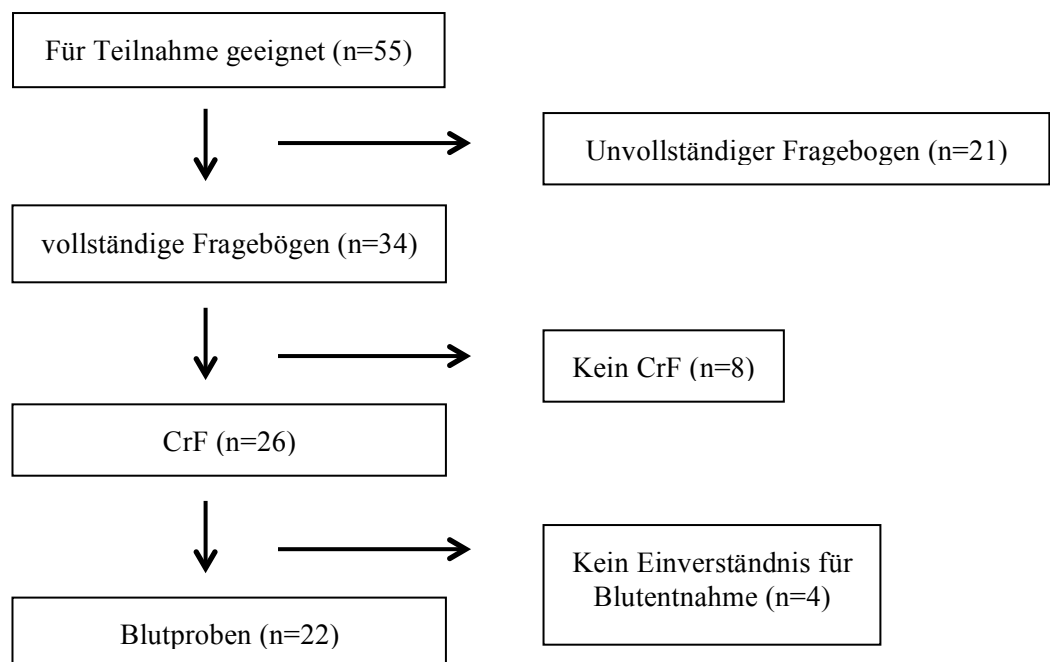 Für Teilnahme geeignet (n=55)
Unvollständiger Fragebogen (n=21)
vollständige Fragebögen (n=34)
Kein CrF (n=8)
CrF (n=26)
Kein Einverständnis für
Blutentnahme (n=4)
Blutproben (n=22)